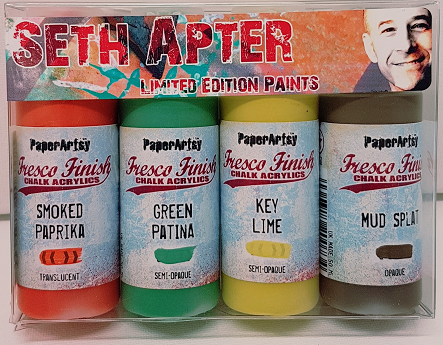 SETH APTER
LIMITED EDITION PAINTS
PaperArtsy
Fresco Finish
CHALK ACRYLICS
SMOKED
PAPRIKA
TRANSLUCENT
PaperArtsy
Fresco Finish
CHALK ACRYLICS
GREEN
PATINA
SEMI-OPAQUE
PaperArtsy
Fresco Finish
CHALK ACRYLICS
KEY
LIME
SEMI-OPAQUE
PaperArtsy
Fresco Finish
CHALK ACRYLICS
MUD SPLAT
OPAQUE